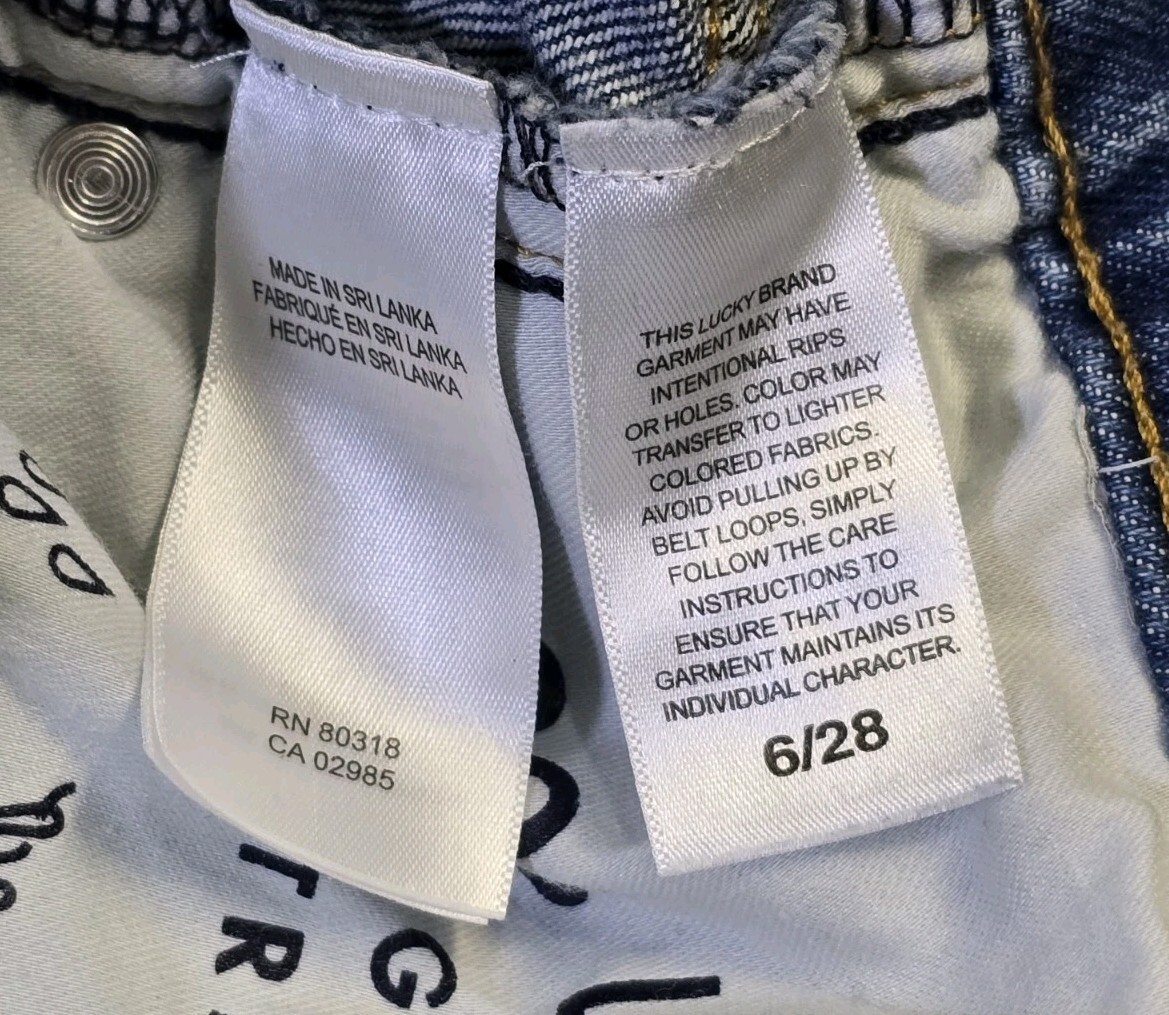 MADE IN SRI LANKA
FABRIQUÉ EN SRI LANKA
HECHO EN SRI LANKA
RN 80318
CA 02985
THIS LUCKY BRAND
GARMENT MAY HAVE
INTENTIONAL RIPS
OR HOLES. COLOR MAY
TRANSFER TO LIGHTER
COLORED FABRICS.
AVOID PULLING UP BY
BELT LOOPS, SIMPLY
FOLLOW THE CARE
INSTRUCTIONS TO
ENSURE THAT YOUR
GARMENT MAINTAINS ITS
INDIVIDUAL CHARACTER.
6/28